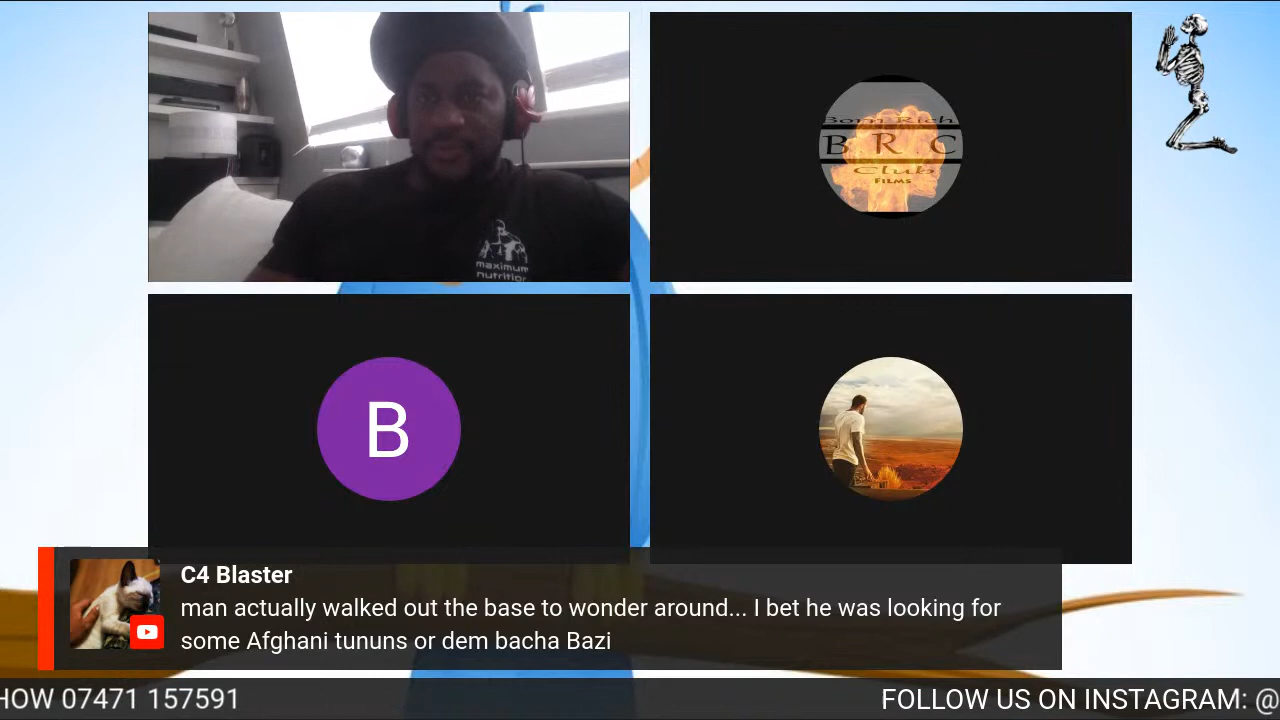 Born Rich
B R C
Club
FILMS
maximum
nutrition
B
C4 Blaster
man actually walked out the base to wonder around... I bet he was looking for
some Afghani tununs or dem bacha Bazi
HOW 07471 157591
FOLLOW US ON INSTAGRAM: @